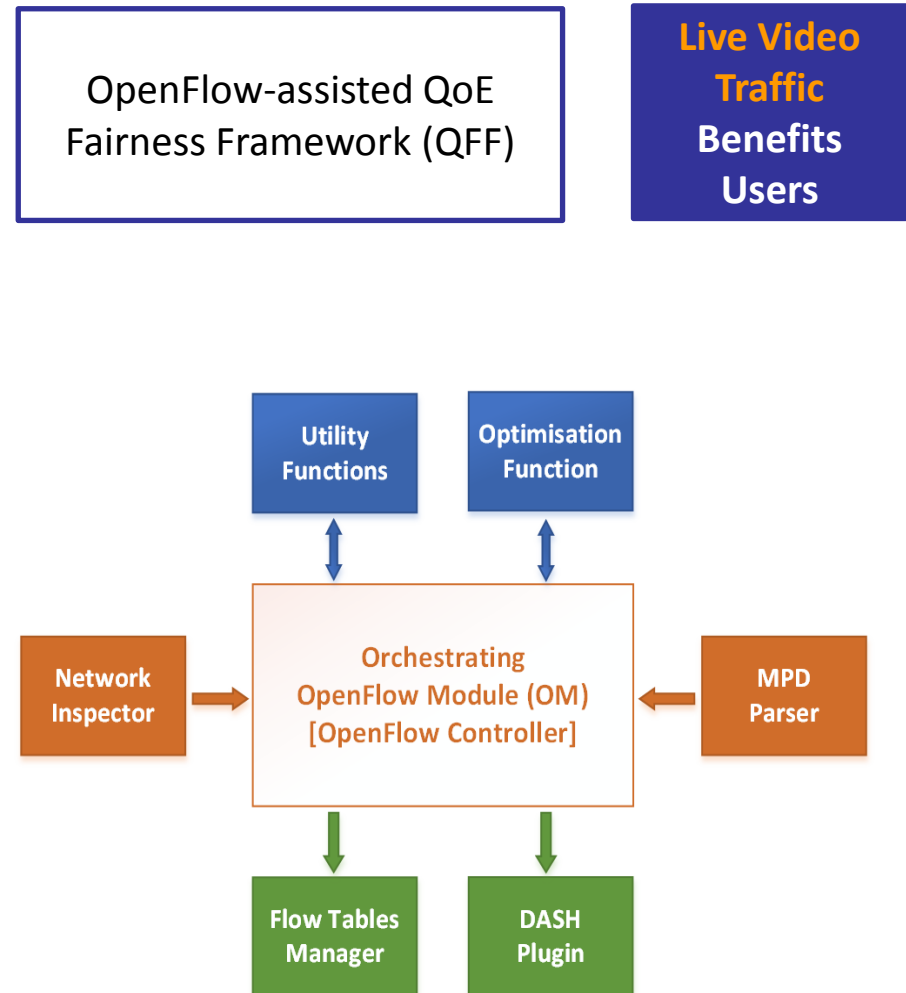 OpenFlow-assisted QoE
Fairness Framework (QFF)
Live Video
Traffic
Benefits
Users
Utility
Functions
Optimisation
Function
Network
Inspector
Orchestrating
OpenFlow Module (OM)
[OpenFlow Controller]
MPD
Parser
Flow Tables
Manager
DASH
Plugin